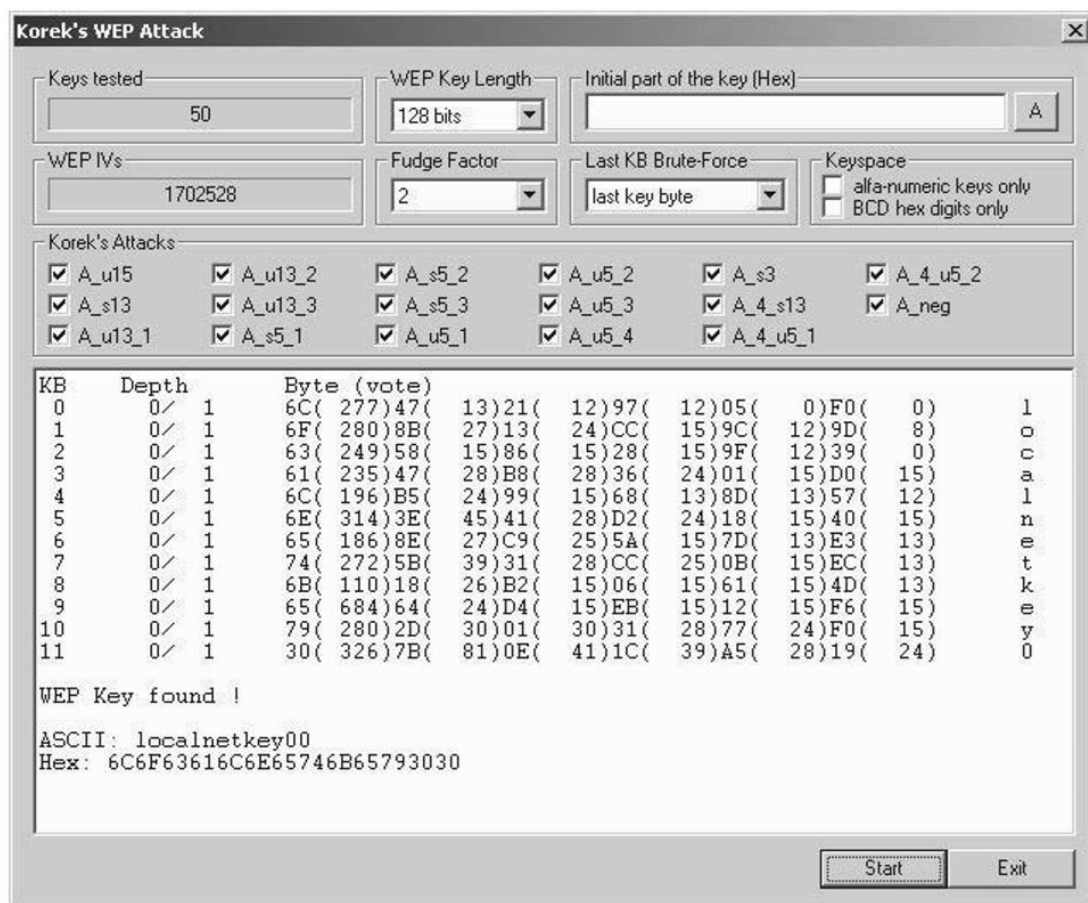 Korek's WEP Attack
Keys tested
50
WEP Key Length
128 bits
Initial part of the key (Hex)
A
WEP IVs
1702528
Fudge Factor
2
Last KB Brute-Force
last key byte
Keyspace
alfa-numeric keys only
BCD hex digits only
Korek's Attacks
A_u15 A_u13_2 A_s5_2 A_u5_2 A_s3 A_4_u5_2
A_s13 A_u13_3 A_s5_3 A_u5_3 A_4_s13 A_neg
A_u13_1 A_s5_1 A_u5_1 A_u5_4 A_4_u5_1
KB Depth Byte (vote)
0 0/ 1 6C( 277)47( 13)21( 12)97( 12)05( 0)F0( 0) l
1 0/ 1 6F( 280)8B( 27)13( 24)CC( 15)9C( 12)9D( 8) o
2 0/ 1 63( 249)58( 15)86( 15)28( 15)9F( 12)39( 0) c
3 0/ 1 61( 235)47( 28)B8( 28)36( 24)01( 15)D0( 15) a
4 0/ 1 6C( 196)B5( 24)99( 15)68( 13)8D( 13)57( 12) l
5 0/ 1 6E( 314)3E( 45)41( 28)D2( 24)18( 15)40( 15) n
6 0/ 1 65( 186)8E( 27)C9( 25)5A( 15)7D( 13)E3( 13) e
7 0/ 1 74( 272)5B( 39)31( 28)CC( 25)0B( 15)EC( 13) t
8 0/ 1 6B( 110)18( 26)B2( 15)06( 15)61( 15)4D( 13) k
9 0/ 1 65( 684)64( 24)D4( 15)EB( 15)12( 15)F6( 15) e
10 0/ 1 79( 280)2D( 30)01( 30)31( 28)77( 24)F0( 15) y
11 0/ 1 30( 326)7B( 81)0E( 41)1C( 39)A5( 28)19( 24) 0
WEP Key found !
ASCII: localnetkey00
Hex: 6C6F63616C6E65746B65793030
Start
Exit